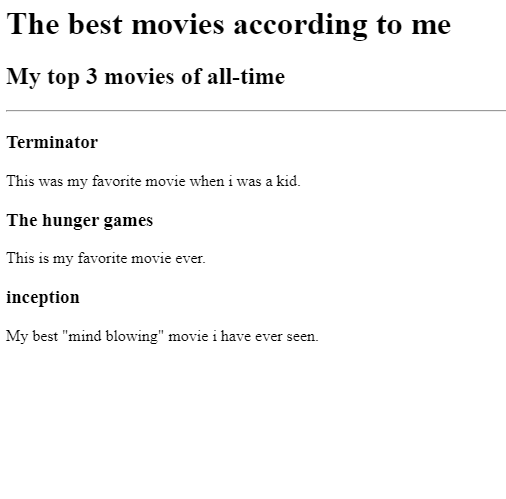 The best movies according to me
My top 3 movies of all-time
Terminator
This was my favorite movie when i was a kid.
The hunger games
This is my favorite movie ever.
inception
My best "mind blowing" movie i have ever seen.